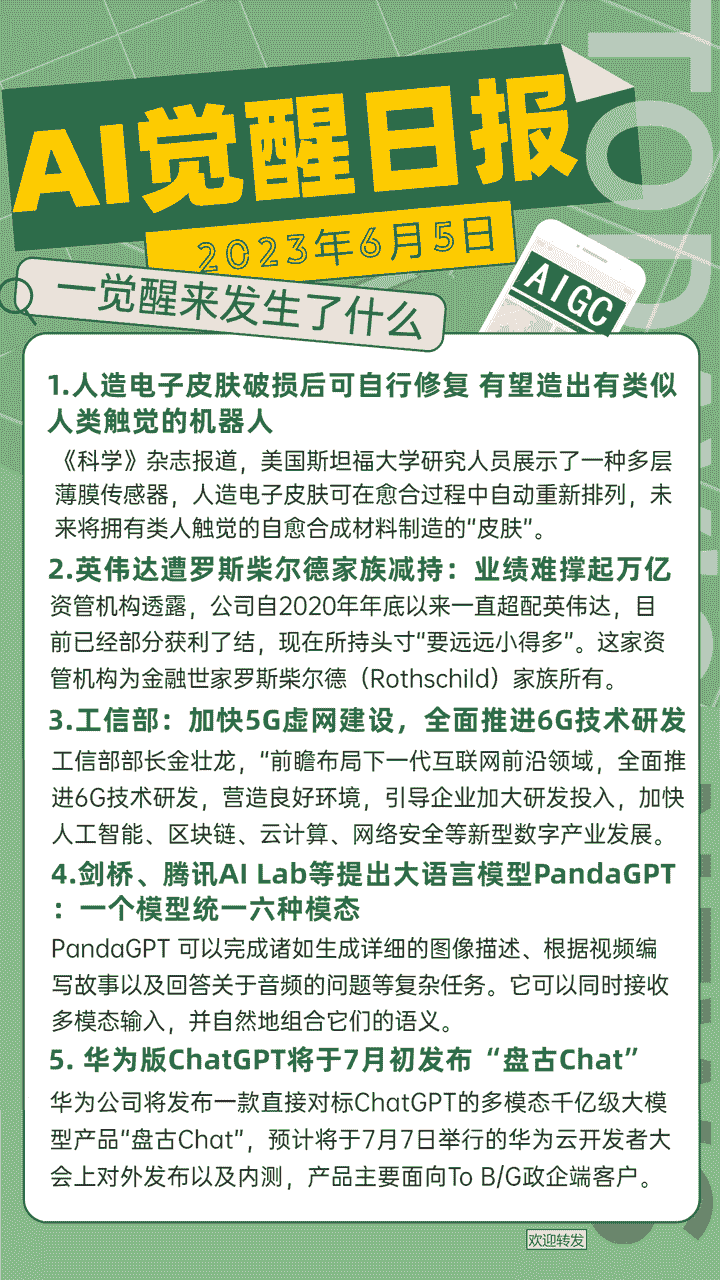 AI觉醒日报
2023年6月5日
一觉醒来发生了什么
AIGC
1.人造电子皮肤破损后可自行修复 有望造出有类似
人类触觉的机器人
《科学》杂志报道，美国斯坦福大学研究人员展示了一种多层
薄膜传感器，人造电子皮肤可在愈合过程中自动重新排列，未
来将拥有类人触觉的自愈合成材料制造的“皮肤”。
2.英伟达遭罗斯柴尔德家族减持：业绩难撑起万亿
资管机构透露，公司自2020年年底以来一直超配英伟达，目
前已经部分获利了结，现在所持头寸“要远远小得多”。这家资
管机构为金融世家罗斯柴尔德（Rothschild）家族所有。
3.工信部：加快5G虚网建设，全面推进6G技术研发
工信部部长金壮龙，“前瞻布局下一代互联网前沿领域，全面推
进6G技术研发，营造良好环境，引导企业加大研发投入，加快
人工智能、区块链、云计算、网络安全等新型数字产业发展。
4.剑桥、腾讯AI Lab等提出大语言模型PandaGPT
：一个模型统一六种模态
PandaGPT 可以完成诸如生成详细的图像描述、根据视频编
写故事以及回答关于音频的问题等复杂任务。它可以同时接收
多模态输入，并自然地组合它们的语义。
5. 华为版ChatGPT将于7月初发布“盘古Chat”
华为公司将发布一款直接对标ChatGPT的多模态千亿级大模
型产品“盘古Chat”，预计将于7月7日举行的华为云开发者大
会上对外发布以及内测，产品主要面向To B/G政企端客户。
欢迎转发